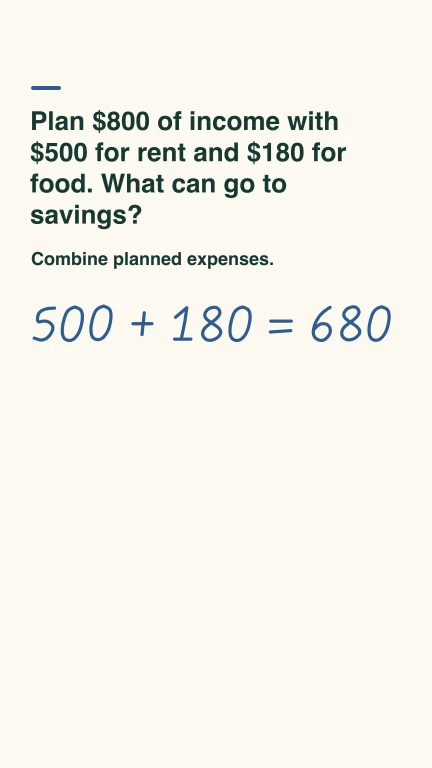 Plan $800 of income with
$500 for rent and $180 for
food. What can go to
savings?
Combine planned expenses.
500 + 180 = 680